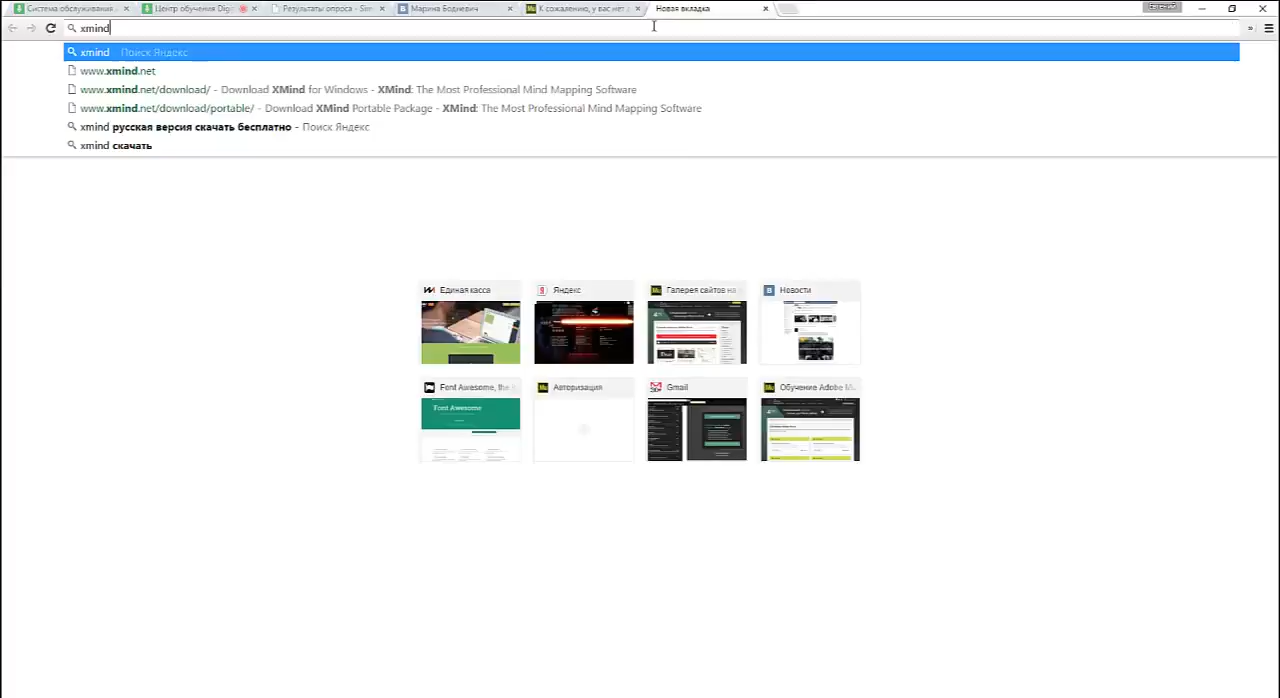 Система обслуживания
Центр обучения Digi
Результаты опроса - Sim
Марина Бодневич
К сожалению, у вас нет
Новая вкладка
Евгений
xmind
xmind Поиск Яндекс
www.xmind.net
www.xmind.net/download/ - Download XMind for Windows - XMind: The Most Professional Mind Mapping Software
www.xmind.net/download/portable/ - Download XMind Portable Package - XMind: The Most Professional Mind Mapping Software
xmind русская версия скачать бесплатно - Поиск Яндекс
xmind скачать
Единая касса
Яндекс
Галерея сайтов на
Новости
Font Awesome, the
Авторизация
Gmail
Обучение Adobe Mu
Font Awesome